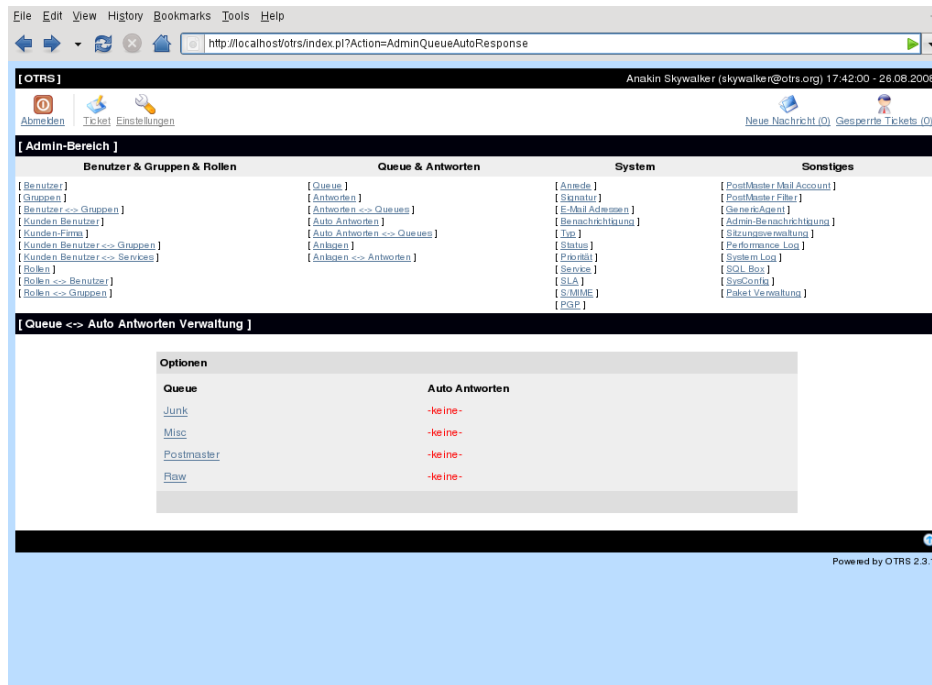 File Edit View History Bookmarks Tools Help
http://localhost/otrs/index.pl?Action=AdminQueueAutoResponse
[ OTRS ] Anakin Skywalker (skywalker@otrs.org) 17:42:00 - 26.08.2008
Abmelden Ticket Einstellungen Neue Nachricht (0) Gesperrte Tickets (0)
[ Admin-Bereich ]
Benutzer & Gruppen & Rollen Queue & Antworten System Sonstiges
[ Benutzer ] [ Queue ] [ Anrede ] [ PostMaster Mail Account ]
[ Gruppen ] [ Antworten ] [ Signatur ] [ PostMaster Filter ]
[ Benutzer <-> Gruppen ] [ Antworten <-> Queues ] [ E-Mail Adressen ] [ GenericAgent ]
[ Kunden Benutzer ] [ Auto Antworten ] [ Benachrichtigung ] [ Admin-Benachrichtigung ]
[ Kunden-Firma ] [ Auto Antworten <-> Queues ] [ Typ ] [ Sitzungsverwaltung ]
[ Kunden Benutzer <-> Gruppen ] [ Anlagen ] [ Status ] [ Performance Log ]
[ Kunden Benutzer <-> Services ] [ Anlagen <-> Antworten ] [ Priorität ] [ System Log ]
[ Rollen ] [ Service ] [ SQL Box ]
[ Rollen <-> Benutzer ] [ SLA ] [ SysConfig ]
[ Rollen <-> Gruppen ] [ S/MIME ] [ Paket Verwaltung ]
[ PGP ]
[ Queue <-> Auto Antworten Verwaltung ]
Optionen
Queue Auto Antworten
Junk -keine-
Misc -keine-
Postmaster -keine-
Raw -keine-
Powered by OTRS 2.3.